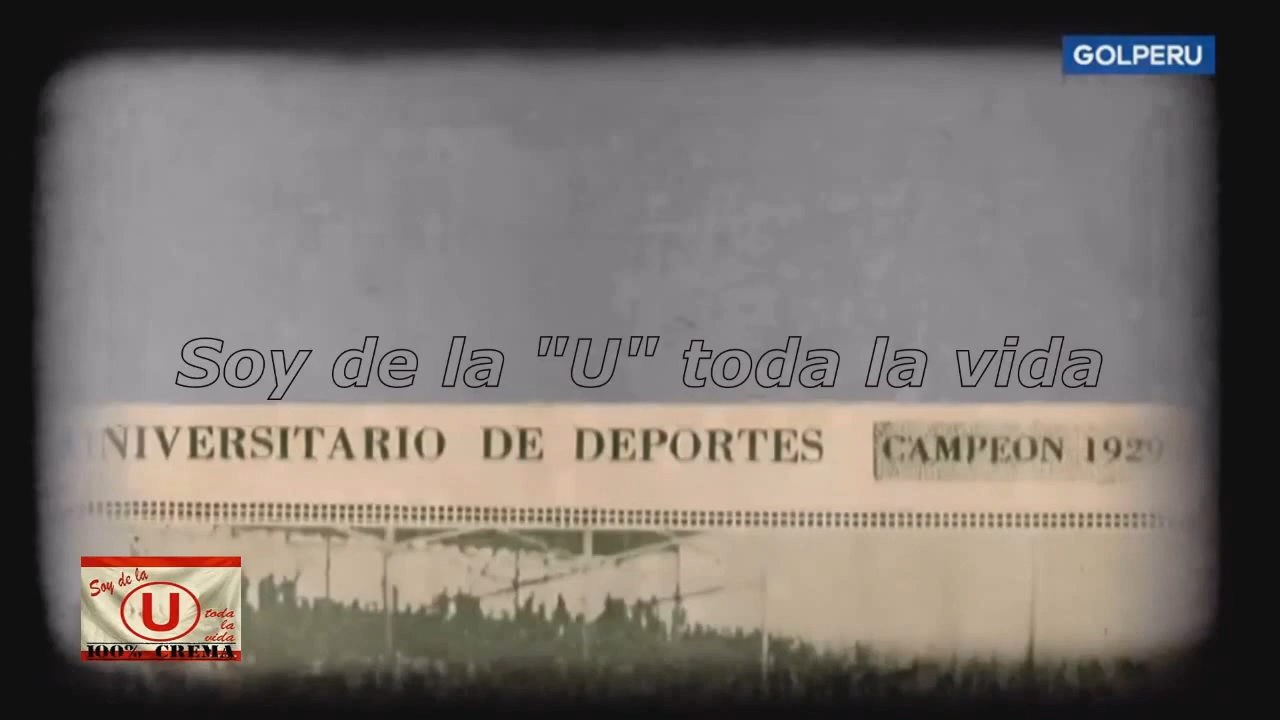 GOLPERU
Soy de la "U" toda la vida
UNIVERSITARIO DE DEPORTES
CAMPEON 1929
Soy de la
U
toda
la
vida
100% CREMA